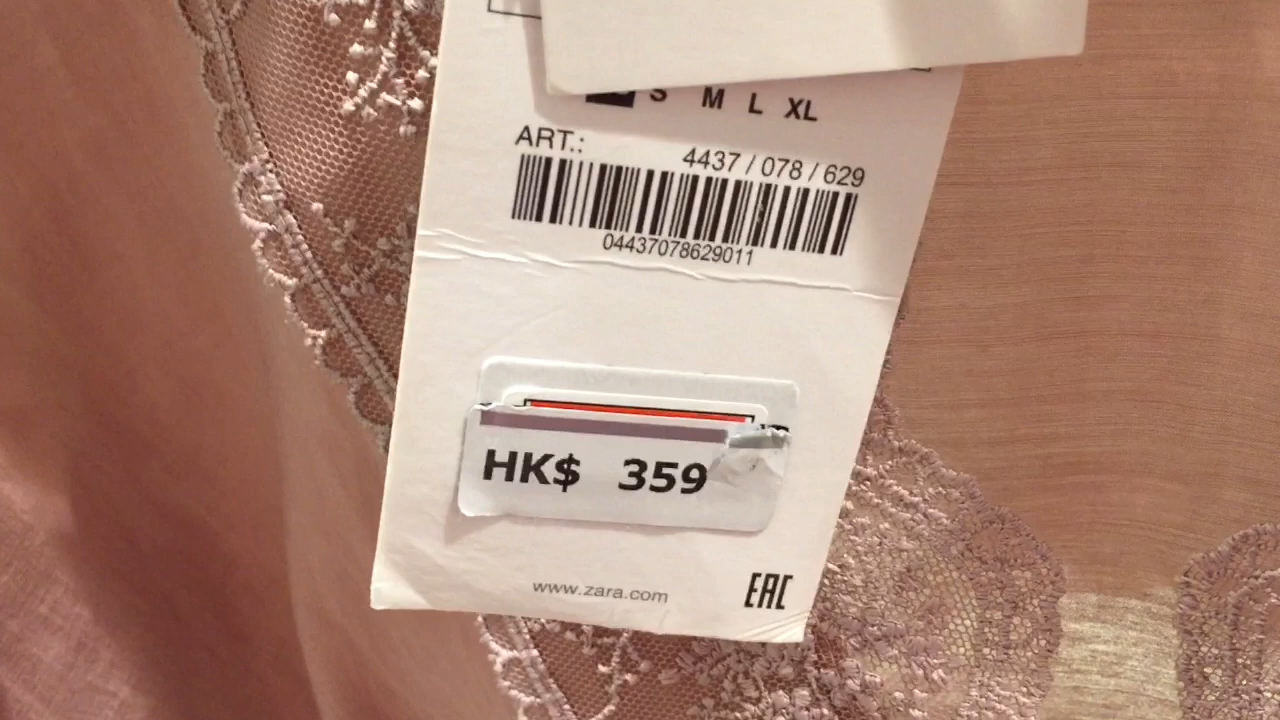 S M L XL
ART.:
4437 / 078 / 629
04437078629011
HK$ 359
www.zara.com
EAC